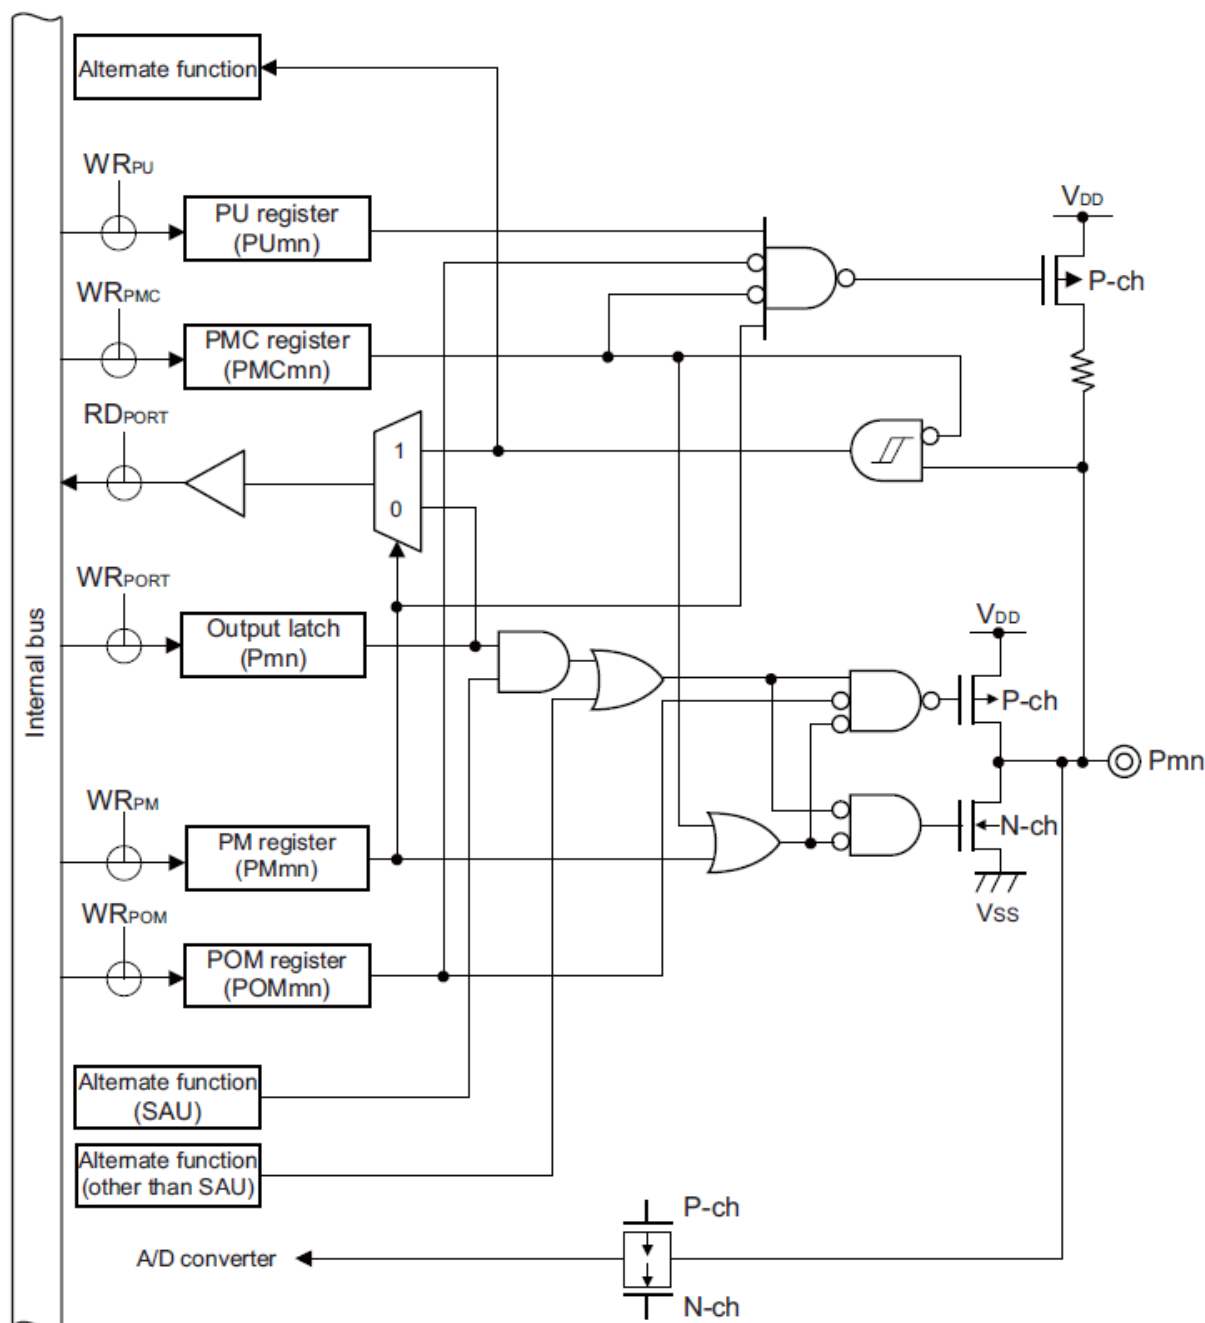 Alternate function
WRPU
PU register
(PUmn)
VDD
P-ch
WRPMC
PMC register
(PMCmn)
RDPORT
1
0
WRPORT
Output latch
(Pmn)
Internal bus
VDD
P-ch
Pmn
WRPM
PM register
(PMmn)
N-ch
VSS
WRPOM
POM register
(POMmn)
Alternate function
(SAU)
Alternate function
(other than SAU)
P-ch
A/D converter
N-ch